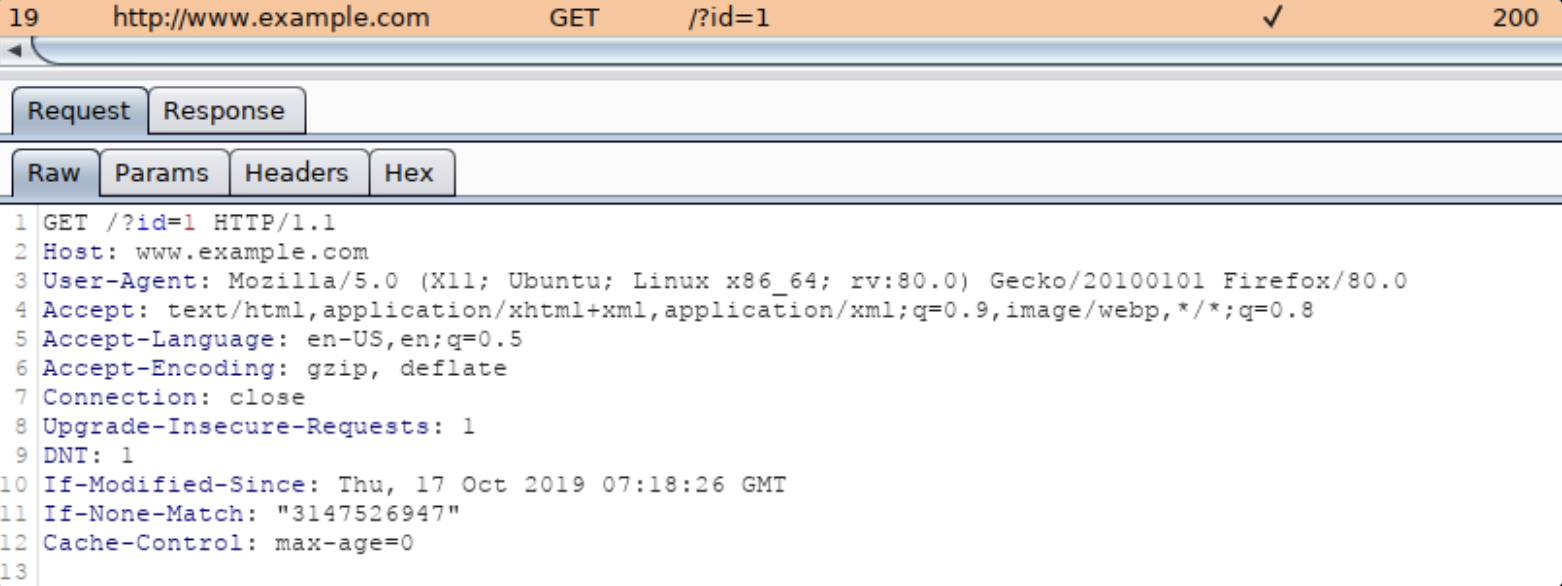 19 http://www.example.com GET /?id=1 ✓ 200
Request Response
Raw Params Headers Hex
1 GET /?id=1 HTTP/1.1
2 Host: www.example.com
3 User-Agent: Mozilla/5.0 (X11; Ubuntu; Linux x86_64; rv:80.0) Gecko/20100101 Firefox/80.0
4 Accept: text/html,application/xhtml+xml,application/xml;q=0.9,image/webp,*/*;q=0.8
5 Accept-Language: en-US,en;q=0.5
6 Accept-Encoding: gzip, deflate
7 Connection: close
8 Upgrade-Insecure-Requests: 1
9 DNT: 1
10 If-Modified-Since: Thu, 17 Oct 2019 07:18:26 GMT
11 If-None-Match: "3147526947"
12 Cache-Control: max-age=0
13